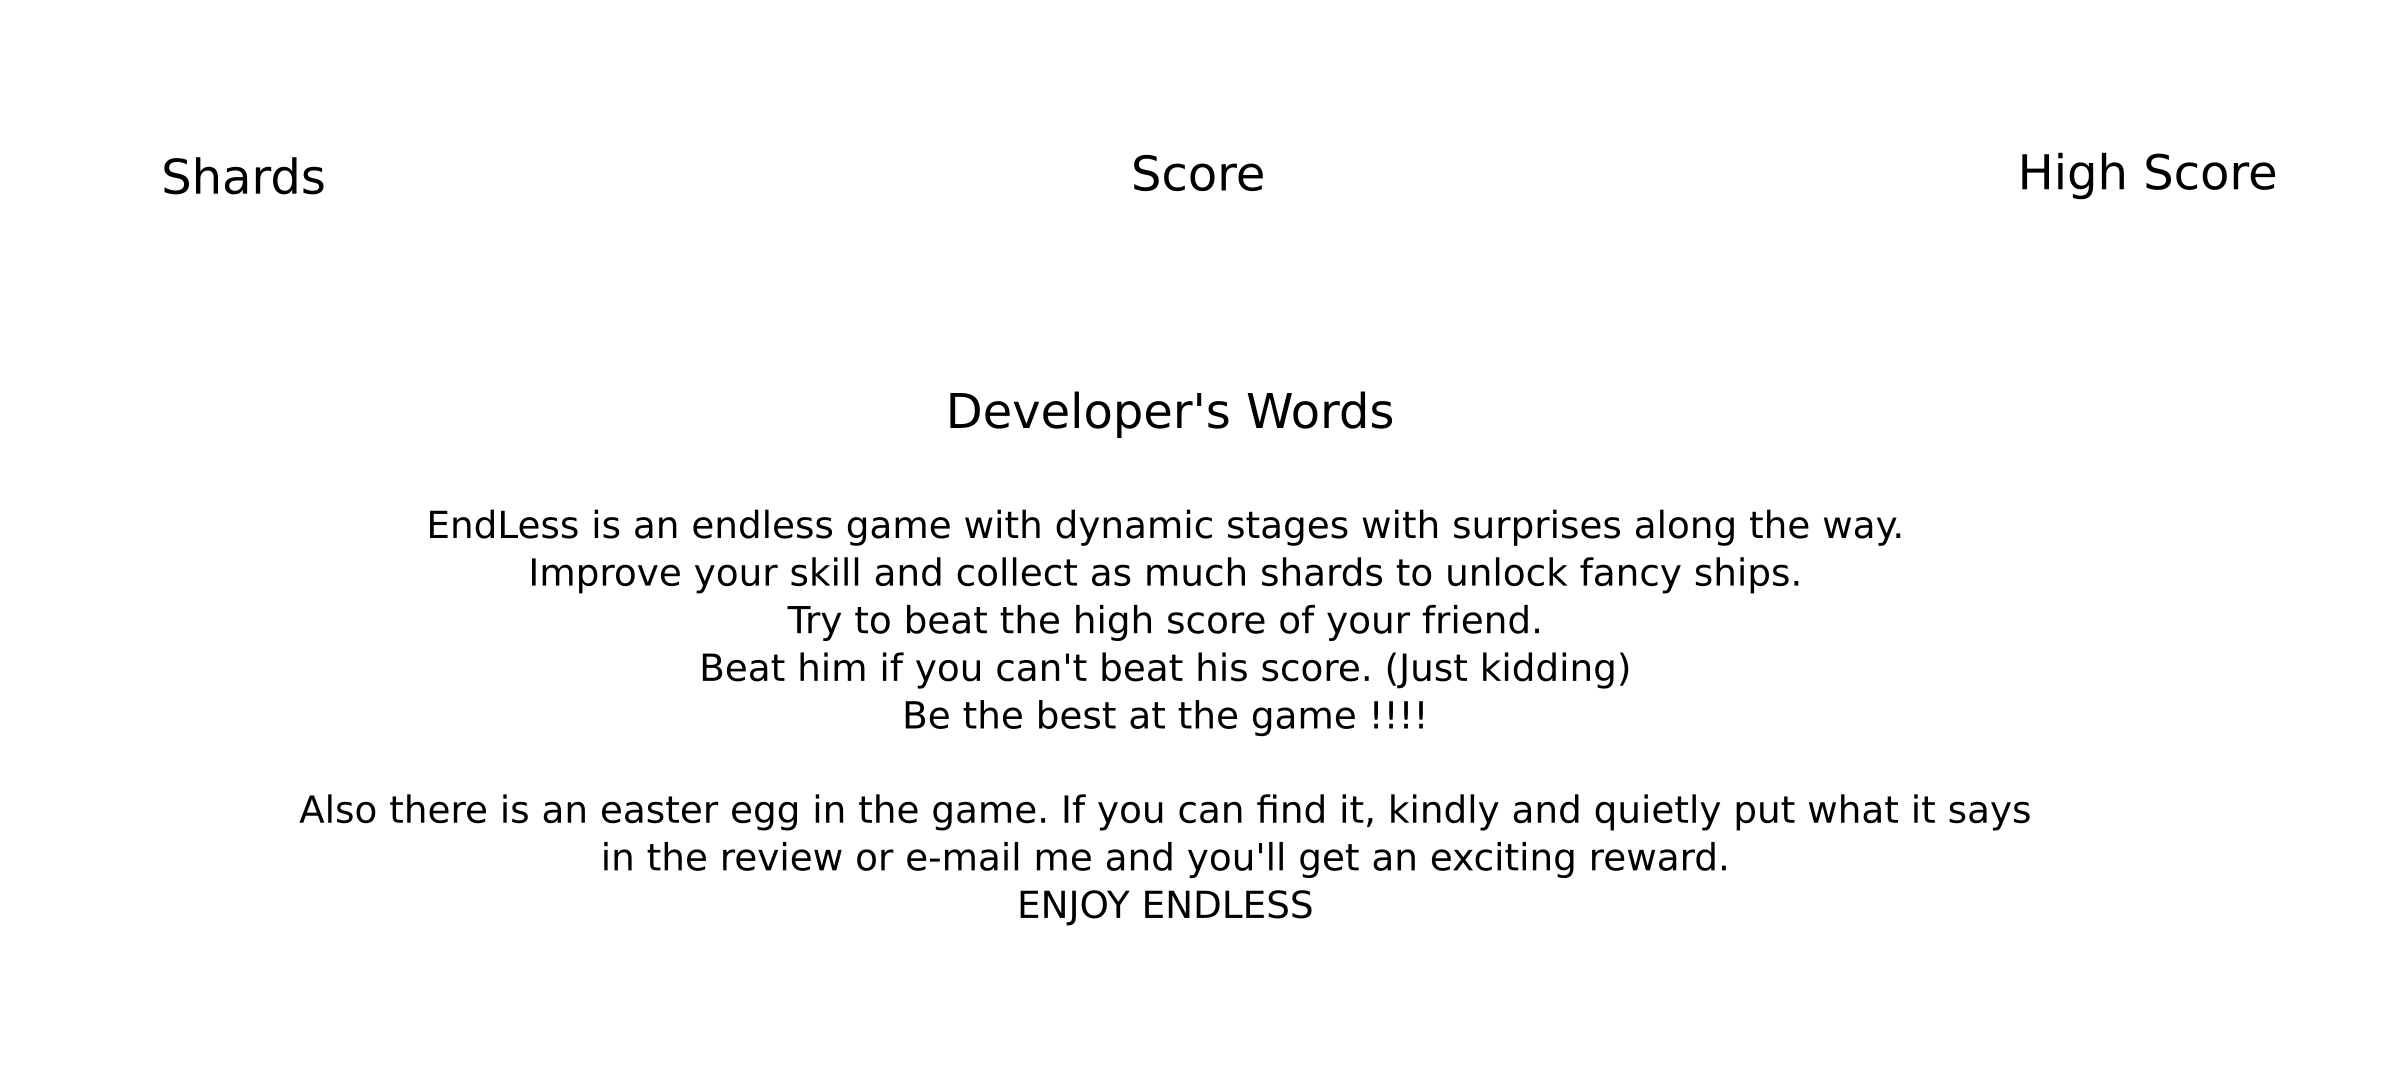 Shards
Score
High Score
Developer's Words
EndLess is an endless game with dynamic stages with surprises along the way.
Improve your skill and collect as much shards to unlock fancy ships.
Try to beat the high score of your friend.
Beat him if you can't beat his score. (Just kidding)
Be the best at the game !!!!
Also there is an easter egg in the game. If you can find it, kindly and quietly put what it says
in the review or e-mail me and you'll get an exciting reward.
ENJOY ENDLESS